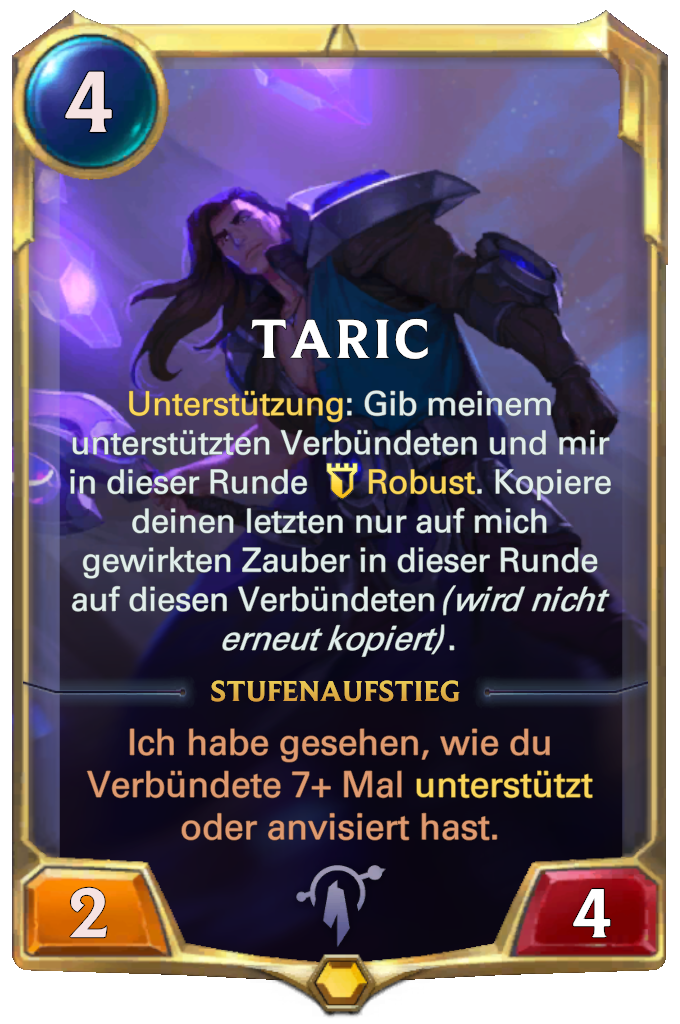 4
TARIC
Unterstützung: Gib meinem
unterstützten Verbündeten und mir
in dieser Runde Robust. Kopiere
deinen letzten nur auf mich
gewirkten Zauber in dieser Runde
auf diesen Verbündeten (wird nicht
erneut kopiert).
STUFENAUFSTIEG
Ich habe gesehen, wie du
Verbündete 7+ Mal unterstützt
oder anvisiert hast.
2
4